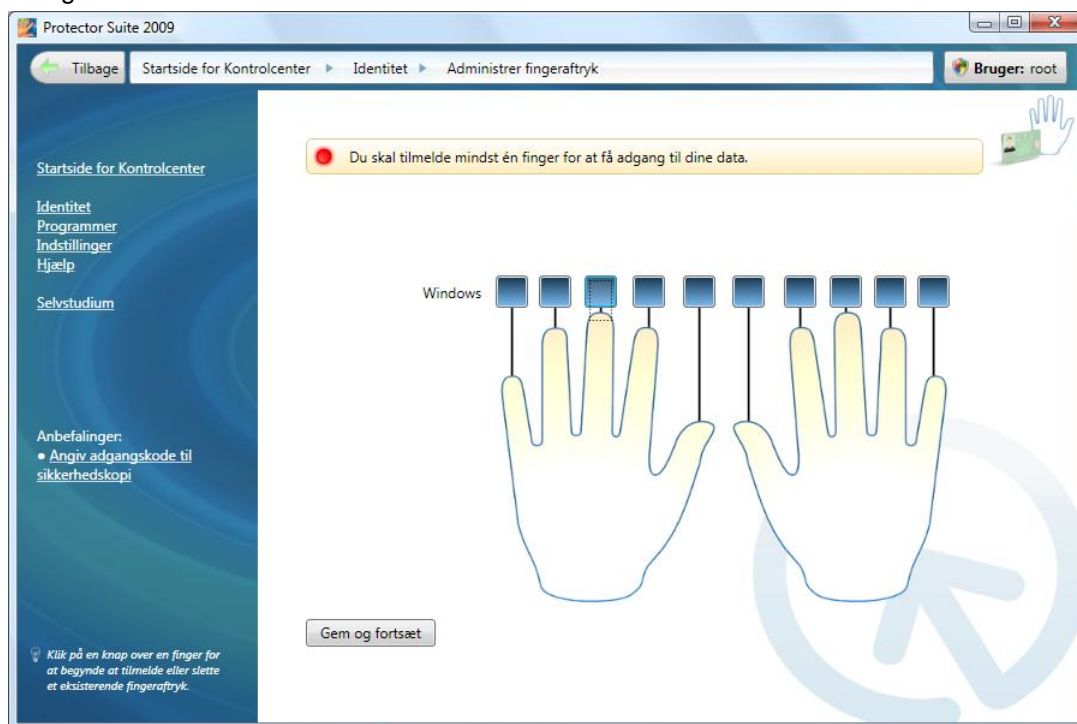 Protector Suite 2009
Tilbage
Startside for Kontrolcenter
Identitet
Administrer fingeraftryk
Bruger: root
Startside for Kontrolcenter
Identitet
Programmer
Indstillinger
Hjælp
Selvstudium
Anbefalinger:
• Angiv adgangskode til
sikkerhedskopi
Klik på en knap over en finger for
at begynde at tilmelde eller slette
et eksisterende fingeraftryk.
Du skal tilmelde mindst én finger for at få adgang til dine data.
Windows
Gem og fortsæt